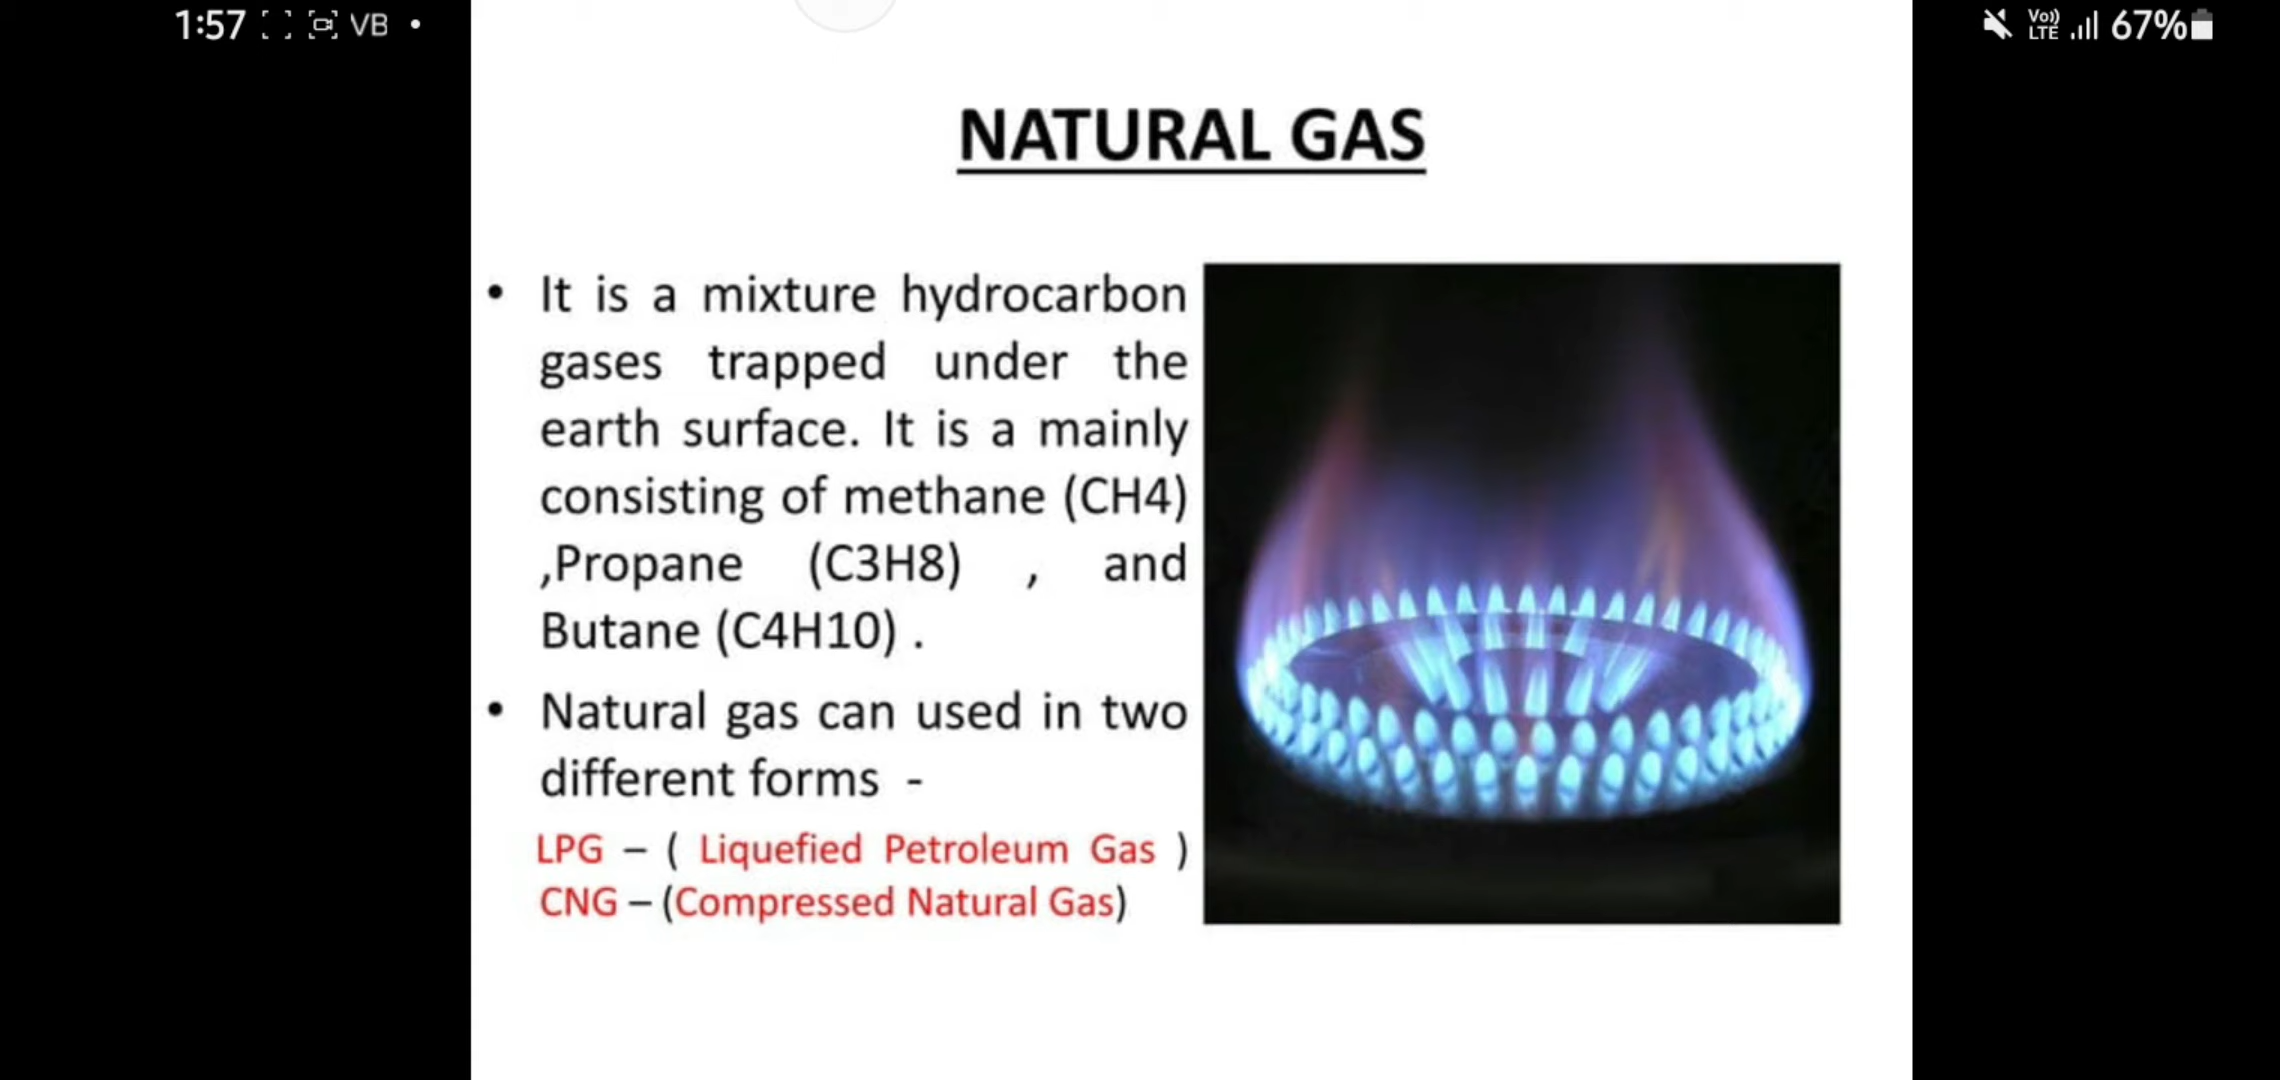 1:57 VB •
Vo)) LTE 67%
NATURAL GAS
• It is a mixture hydrocarbon
gases trapped under the
earth surface. It is a mainly
consisting of methane (CH4)
,Propane (C3H8) , and
Butane (C4H10) .
• Natural gas can used in two
different forms -
LPG – ( Liquefied Petroleum Gas )
CNG – (Compressed Natural Gas)